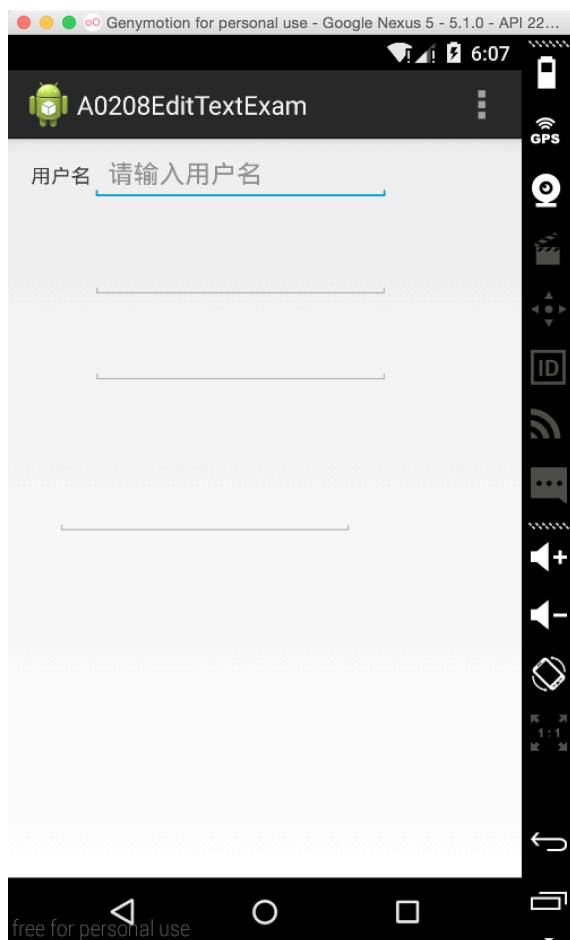 Genymotion for personal use - Google Nexus 5 - 5.1.0 - API 22...
6:07
A0208EditTextExam
GPS
用户名 请输入用户名
ID
1:1
free for personal use